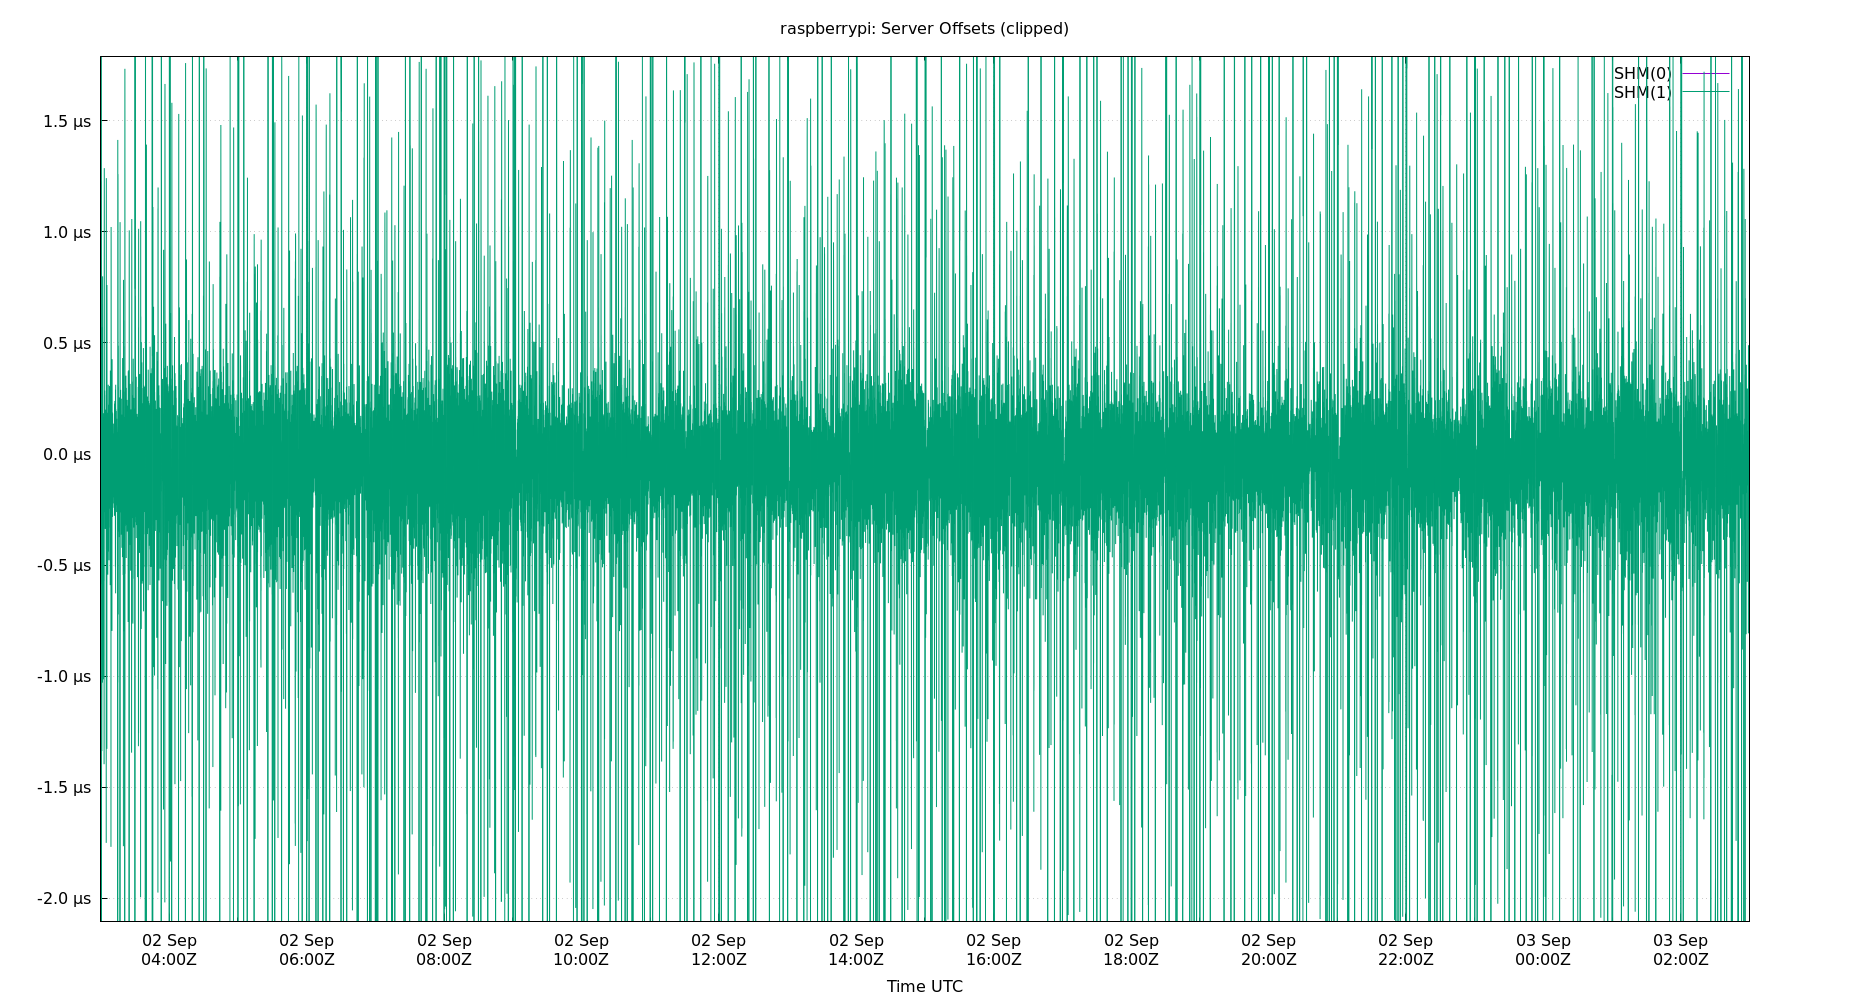 raspberrypi: Server Offsets (clipped)
SHM(0)
SHM(1)
1.5 µs
1.0 µs
0.5 µs
0.0 µs
-0.5 µs
-1.0 µs
-1.5 µs
-2.0 µs
02 Sep 02 Sep 02 Sep 02 Sep 02 Sep 02 Sep 02 Sep 02 Sep 02 Sep 02 Sep 03 Sep 03 Sep
04:00Z 06:00Z 08:00Z 10:00Z 12:00Z 14:00Z 16:00Z 18:00Z 20:00Z 22:00Z 00:00Z 02:00Z
Time UTC